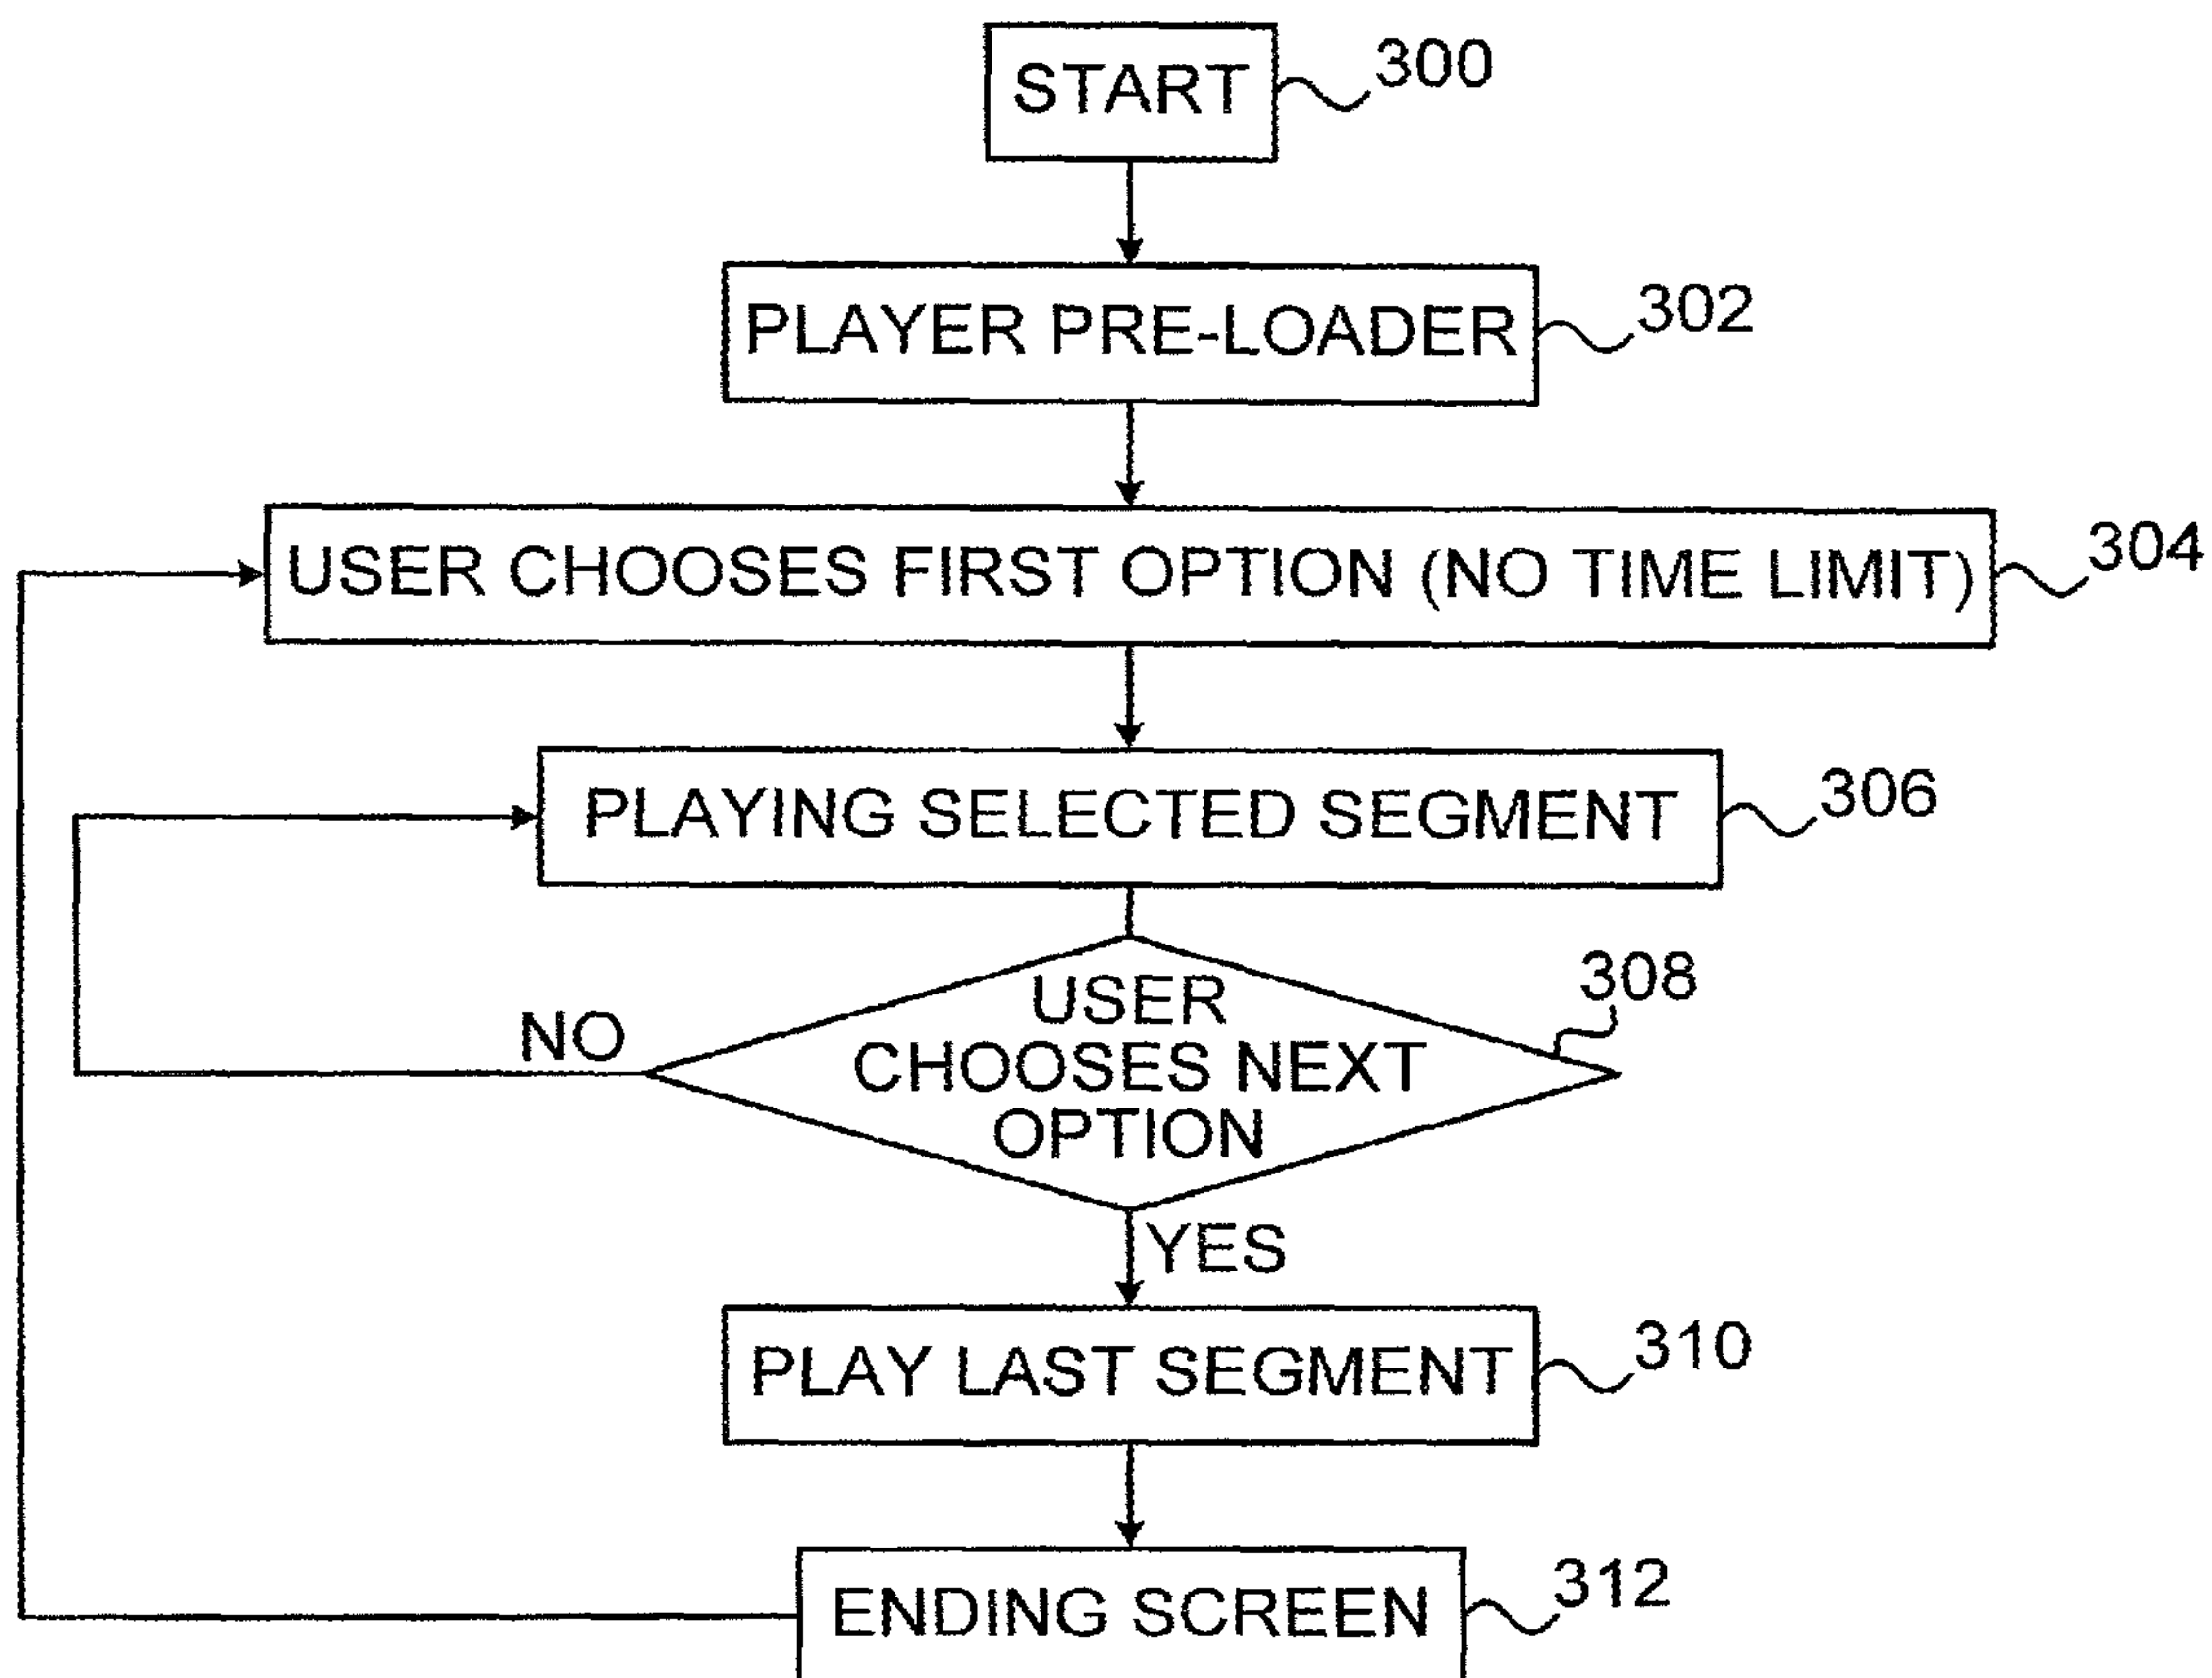 START
300
PLAYER PRE-LOADER
302
USER CHOOSES FIRST OPTION (NO TIME LIMIT)
304
PLAYING SELECTED SEGMENT
306
USER
CHOOSES NEXT
OPTION
308
NO
YES
PLAY LAST SEGMENT
310
ENDING SCREEN
312